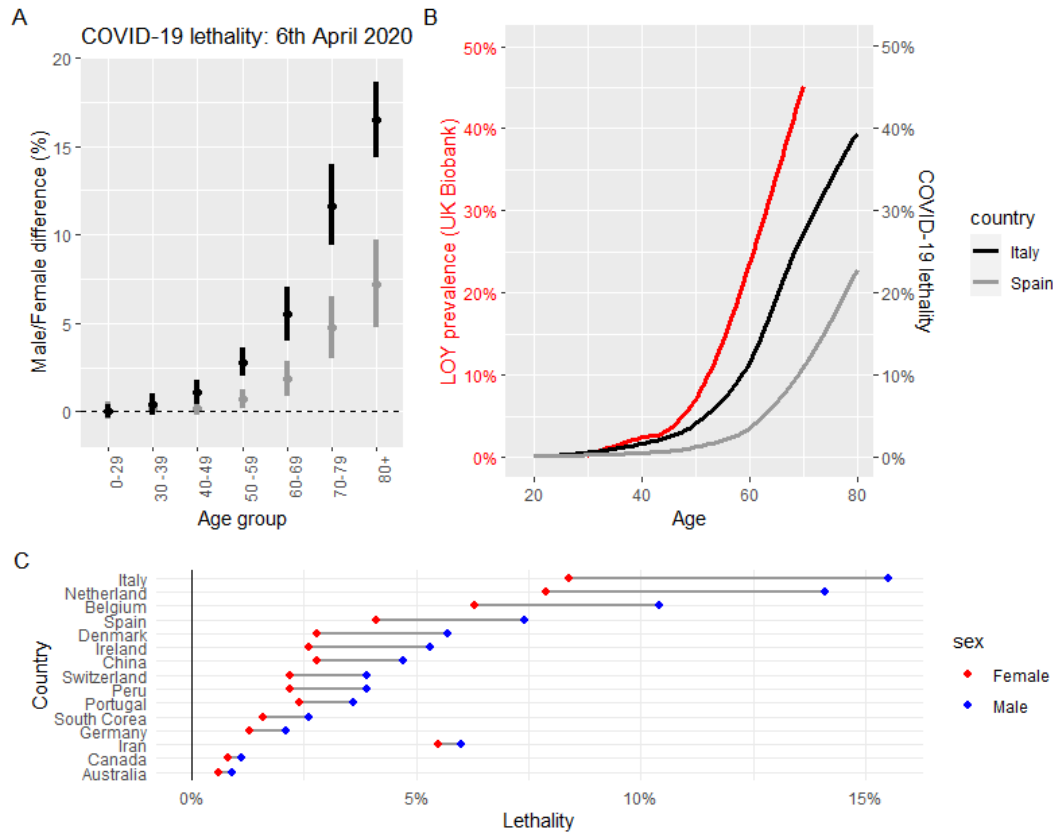 A
COVID-19 lethality: 6th April 2020
20
15
10
5
0
Male/Female difference (%)
0-29
30 -39
40-49
50 -59
60-69
70-79
80+
Age group
B
50%
40%
30%
20%
10%
0%
LOY prevalence (UK Biobank)
50%
40%
30%
20%
10%
0%
COVID-19 lethality
20
40
60
80
Age
country
Italy
Spain
C
Italy
Netherland
Belgium
Spain
Denmark
Ireland
China
Switzerland
Peru
Portugal
South Corea
Germany
Iran
Canada
Australia
Country
0%
5%
10%
15%
Lethality
sex
Female
Male